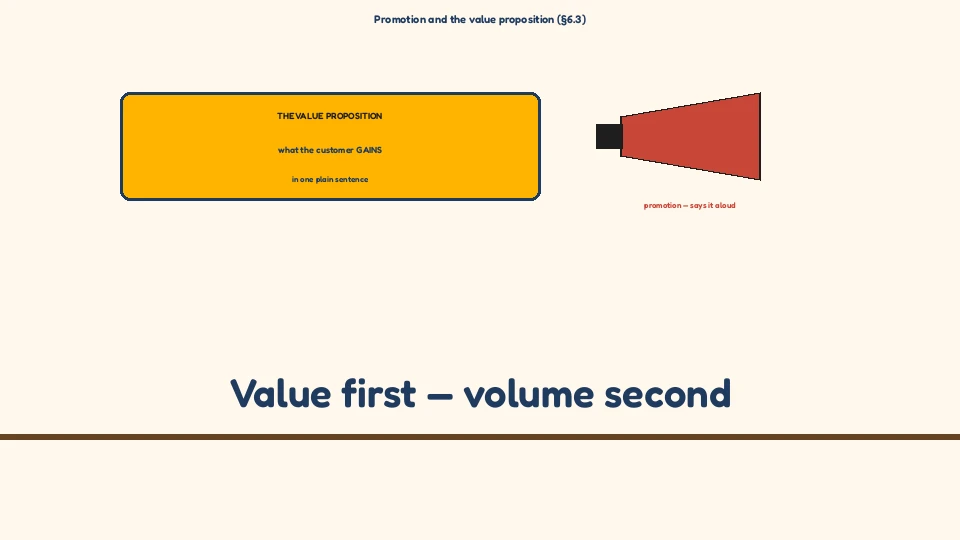 Promotion and the value proposition (§6.3)
THE VALUE PROPOSITION
what the customer GAINS
in one plain sentence
promotion — says it aloud
Value first — volume second